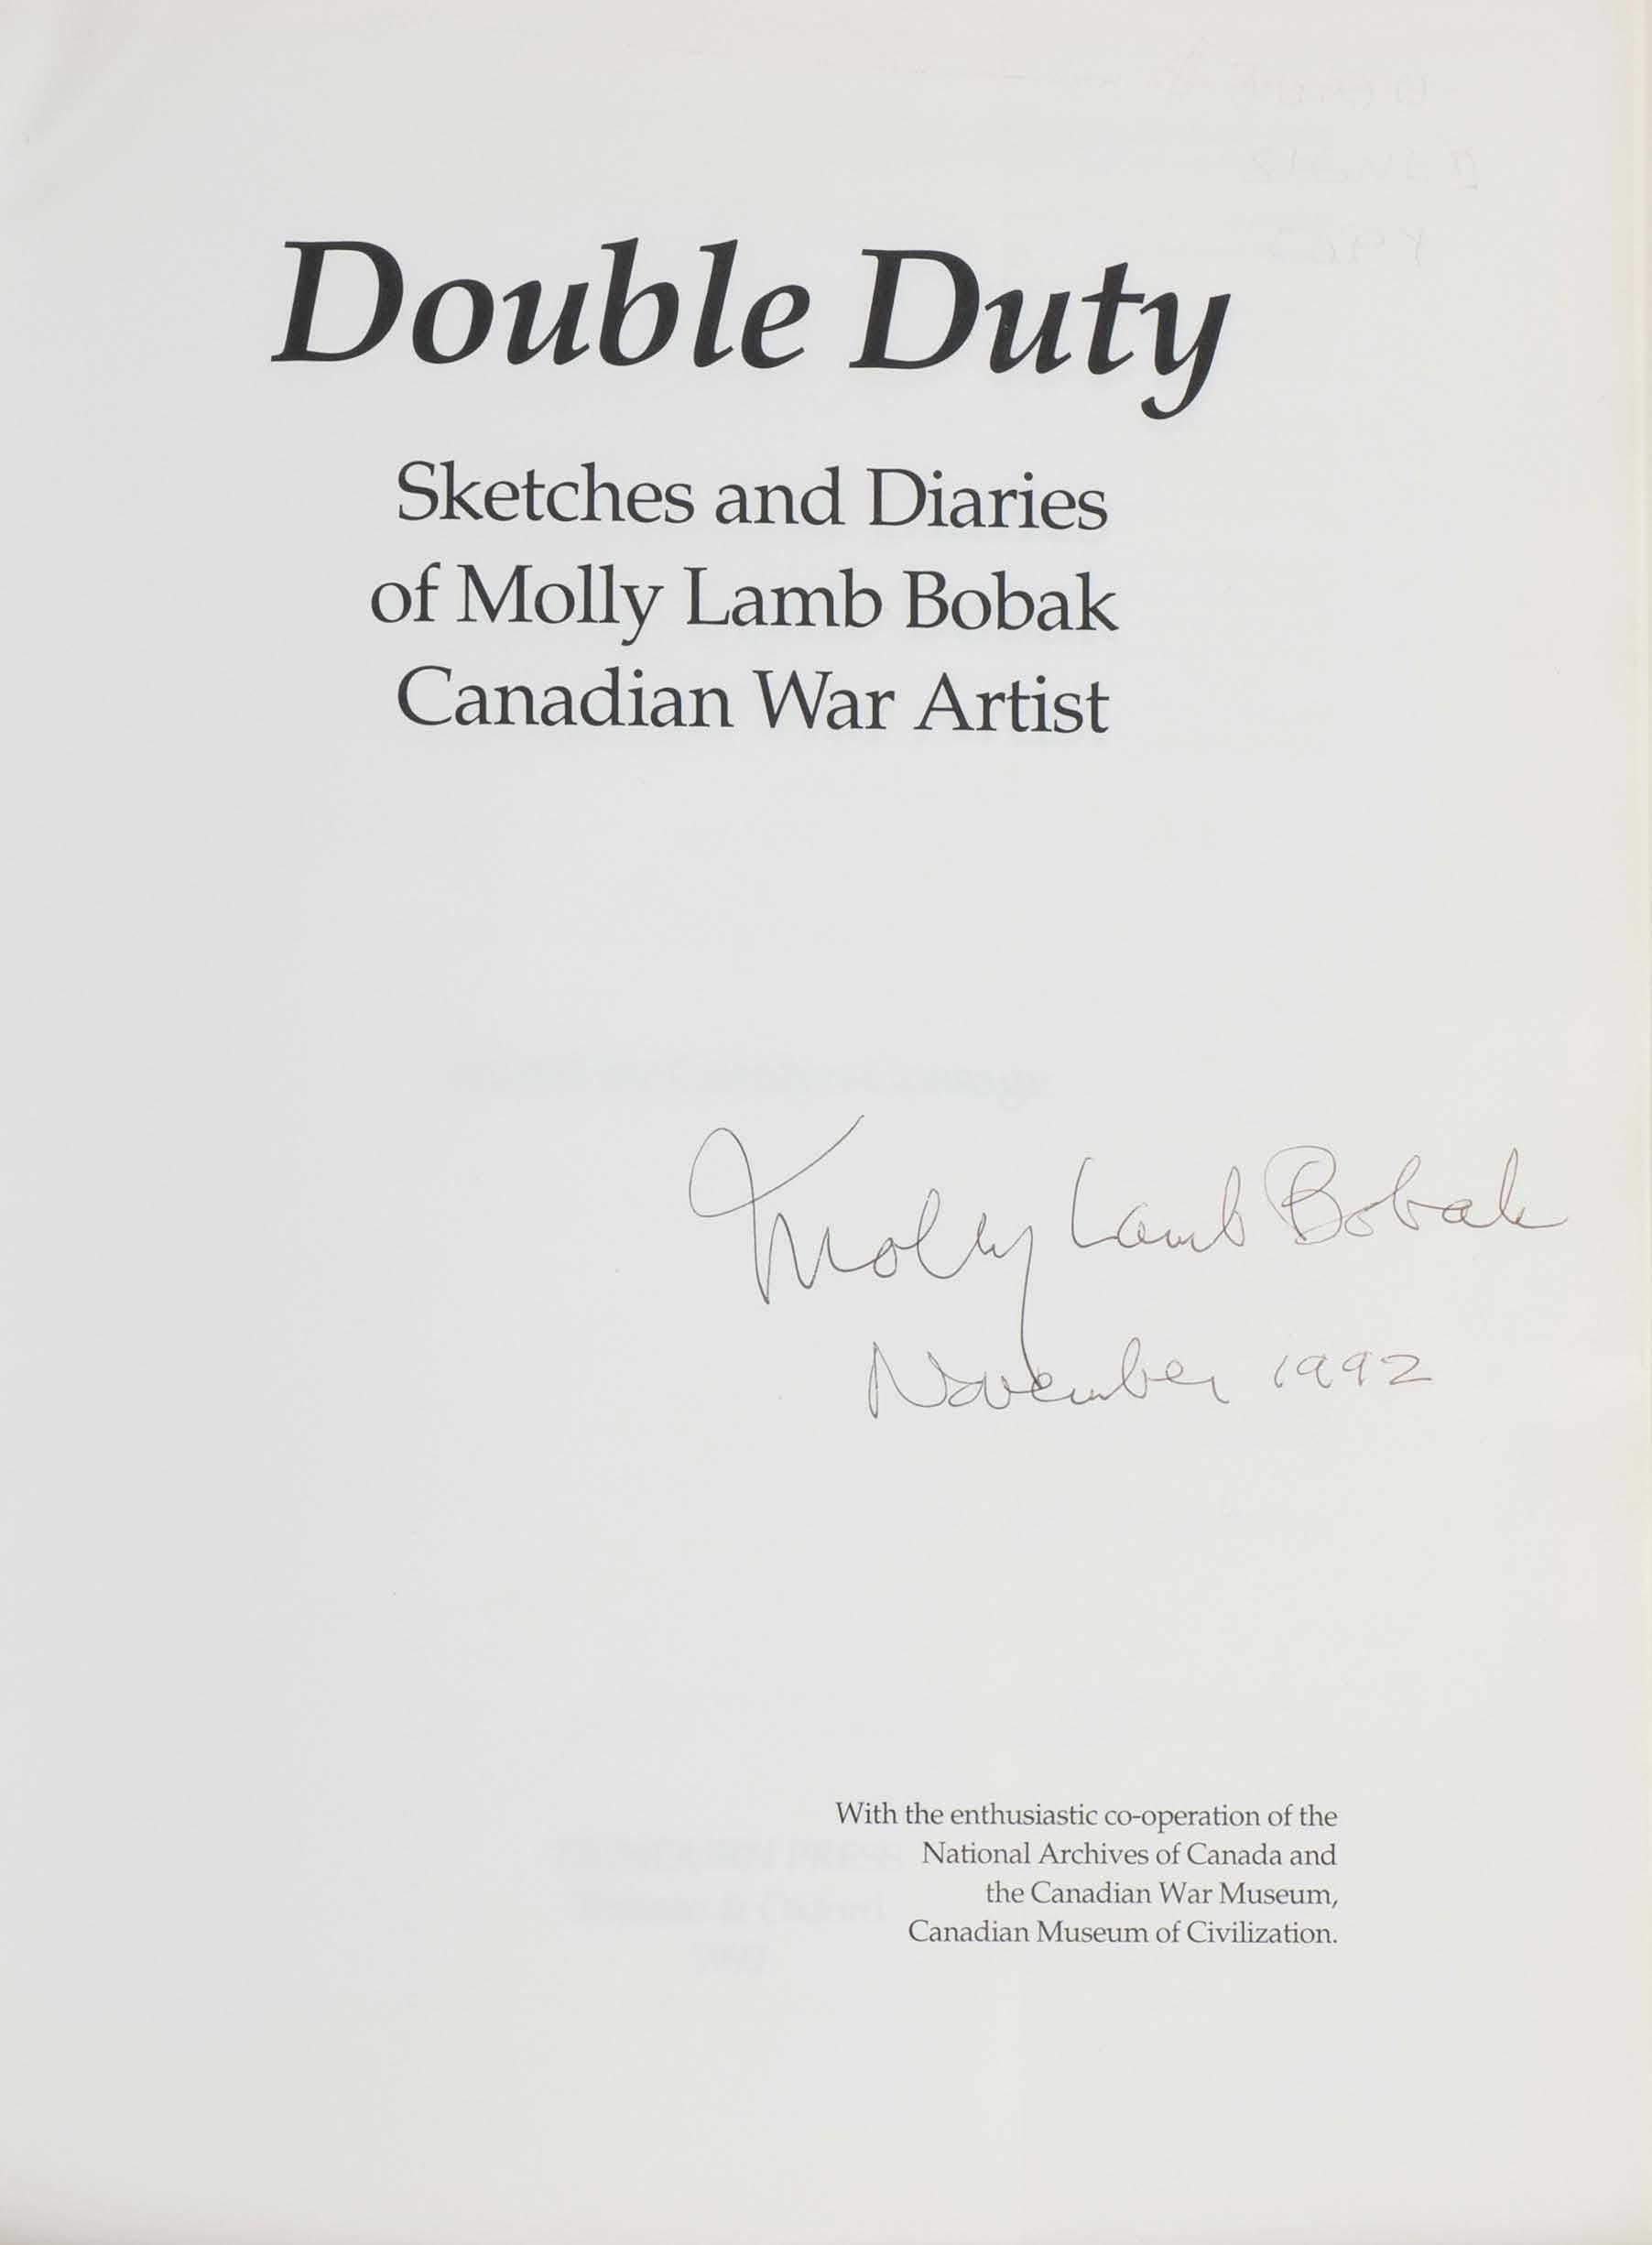 Double Duty
Sketches and Diaries
of Molly Lamb Bobak
Canadian War Artist
Molly Lamb Bobak
November 1992
With the enthusiastic co-operation of the
National Archives of Canada and
the Canadian War Museum,
Canadian Museum of Civilization.